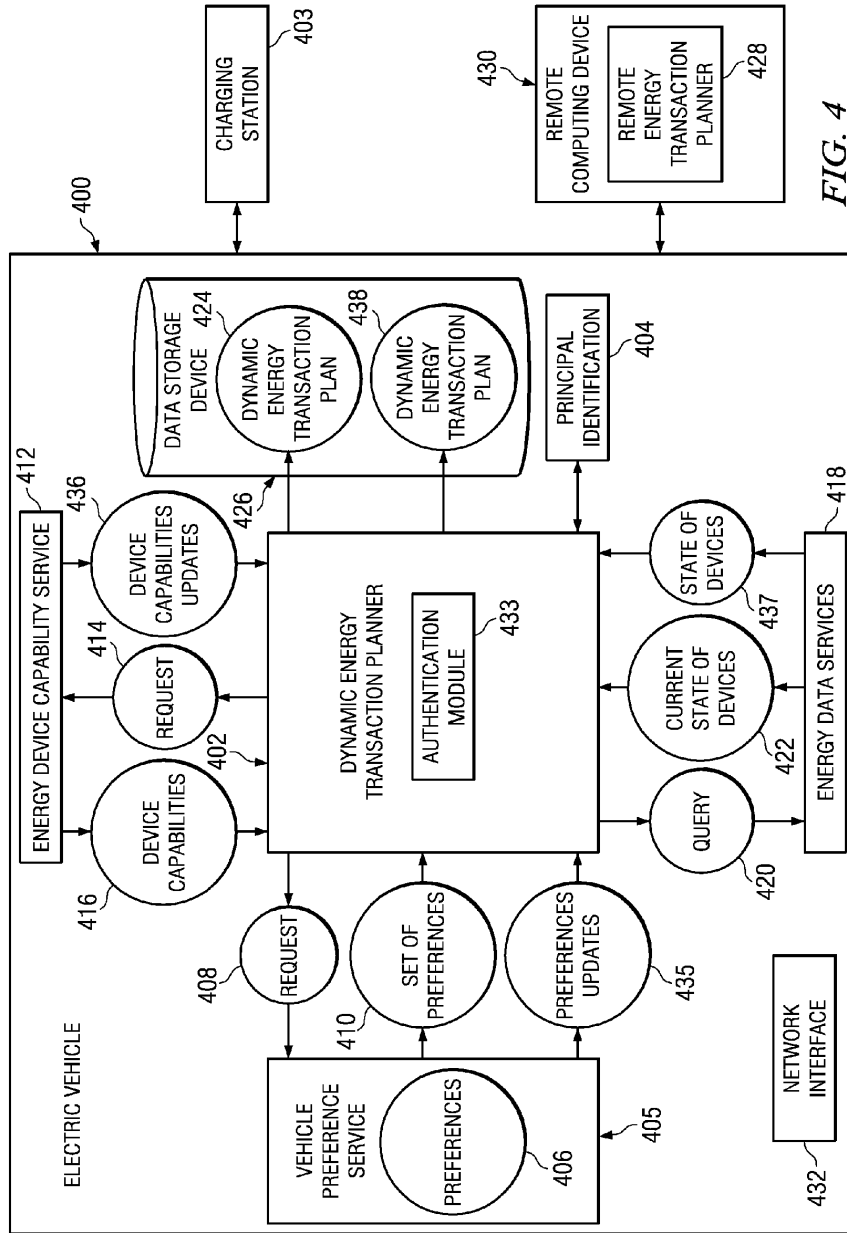 400
ELECTRIC VEHICLE
412
ENERGY DEVICE CAPABILITY SERVICE
416
DEVICE
CAPABILITIES
414
REQUEST
436
DEVICE
CAPABILITIES
UPDATES
402
408
REQUEST
VEHICLE
PREFERENCE
SERVICE
PREFERENCES
406
405
410
SET OF
PREFERENCES
PREFERENCES
UPDATES
435
DYNAMIC ENERGY
TRANSACTION PLANNER
AUTHENTICATION
MODULE
433
DATA STORAGE
DEVICE
424
DYNAMIC
ENERGY
TRANSACTION
PLAN
438
DYNAMIC
ENERGY
TRANSACTION
PLAN
426
PRINCIPAL
IDENTIFICATION
404
QUERY
420
CURRENT
STATE OF
DEVICES
422
STATE OF
DEVICES
437
418
ENERGY DATA SERVICES
NETWORK
INTERFACE
432
CHARGING
STATION
403
430
REMOTE
COMPUTING DEVICE
REMOTE
ENERGY
TRANSACTION
PLANNER
428
FIG. 4